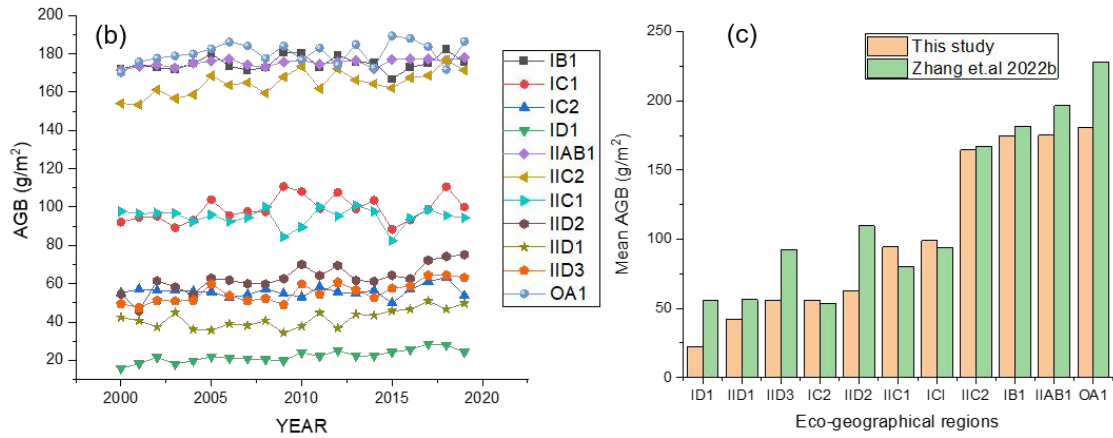 (b)
AGB (g/m²)
200
180
160
140
120
100
80
60
40
20
2000 2005 2010 2015 2020
YEAR
IB1
IC1
IC2
ID1
IIAB1
IIC2
IIC1
IID2
IID1
IID3
OA1
(c)
This study
Zhang et.al 2022b
Mean AGB (g/m²)
250
200
150
100
50
0
ID1 IID1 IID3 IC2 IID2 IIC1 ICI IIC2 IB1 IIAB1 OA1
Eco-geographical regions